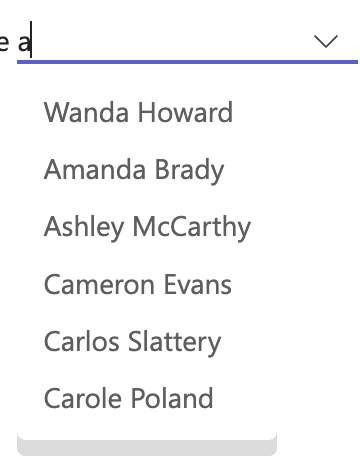 e a
Wanda Howard
Amanda Brady
Ashley McCarthy
Cameron Evans
Carlos Slattery
Carole Poland